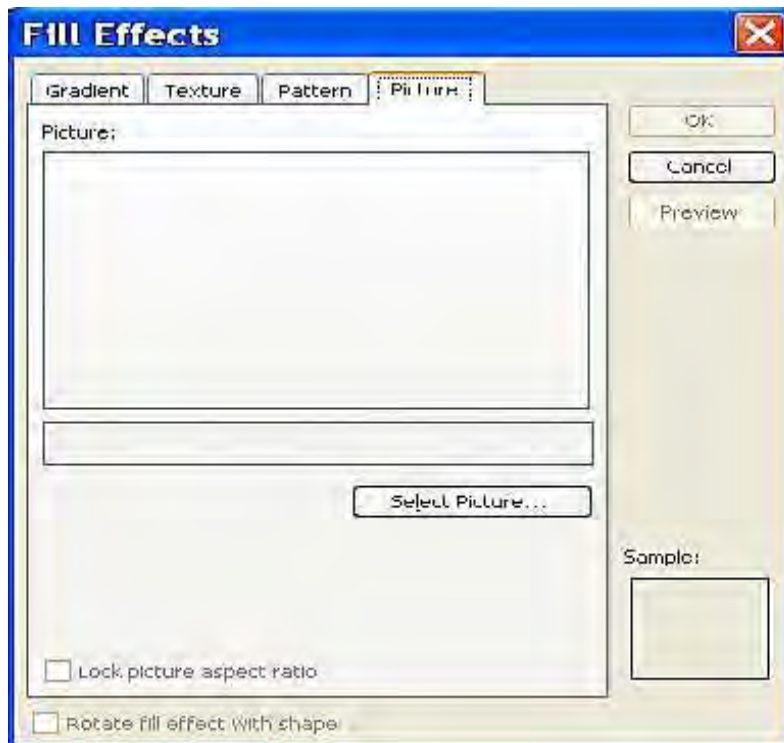 Fill Effects
Gradient Texture Pattern Picture
Picture:
OK
Cancel
Preview
Select Picture...
Sample:
Lock picture aspect ratio
Rotate fill effect with shape